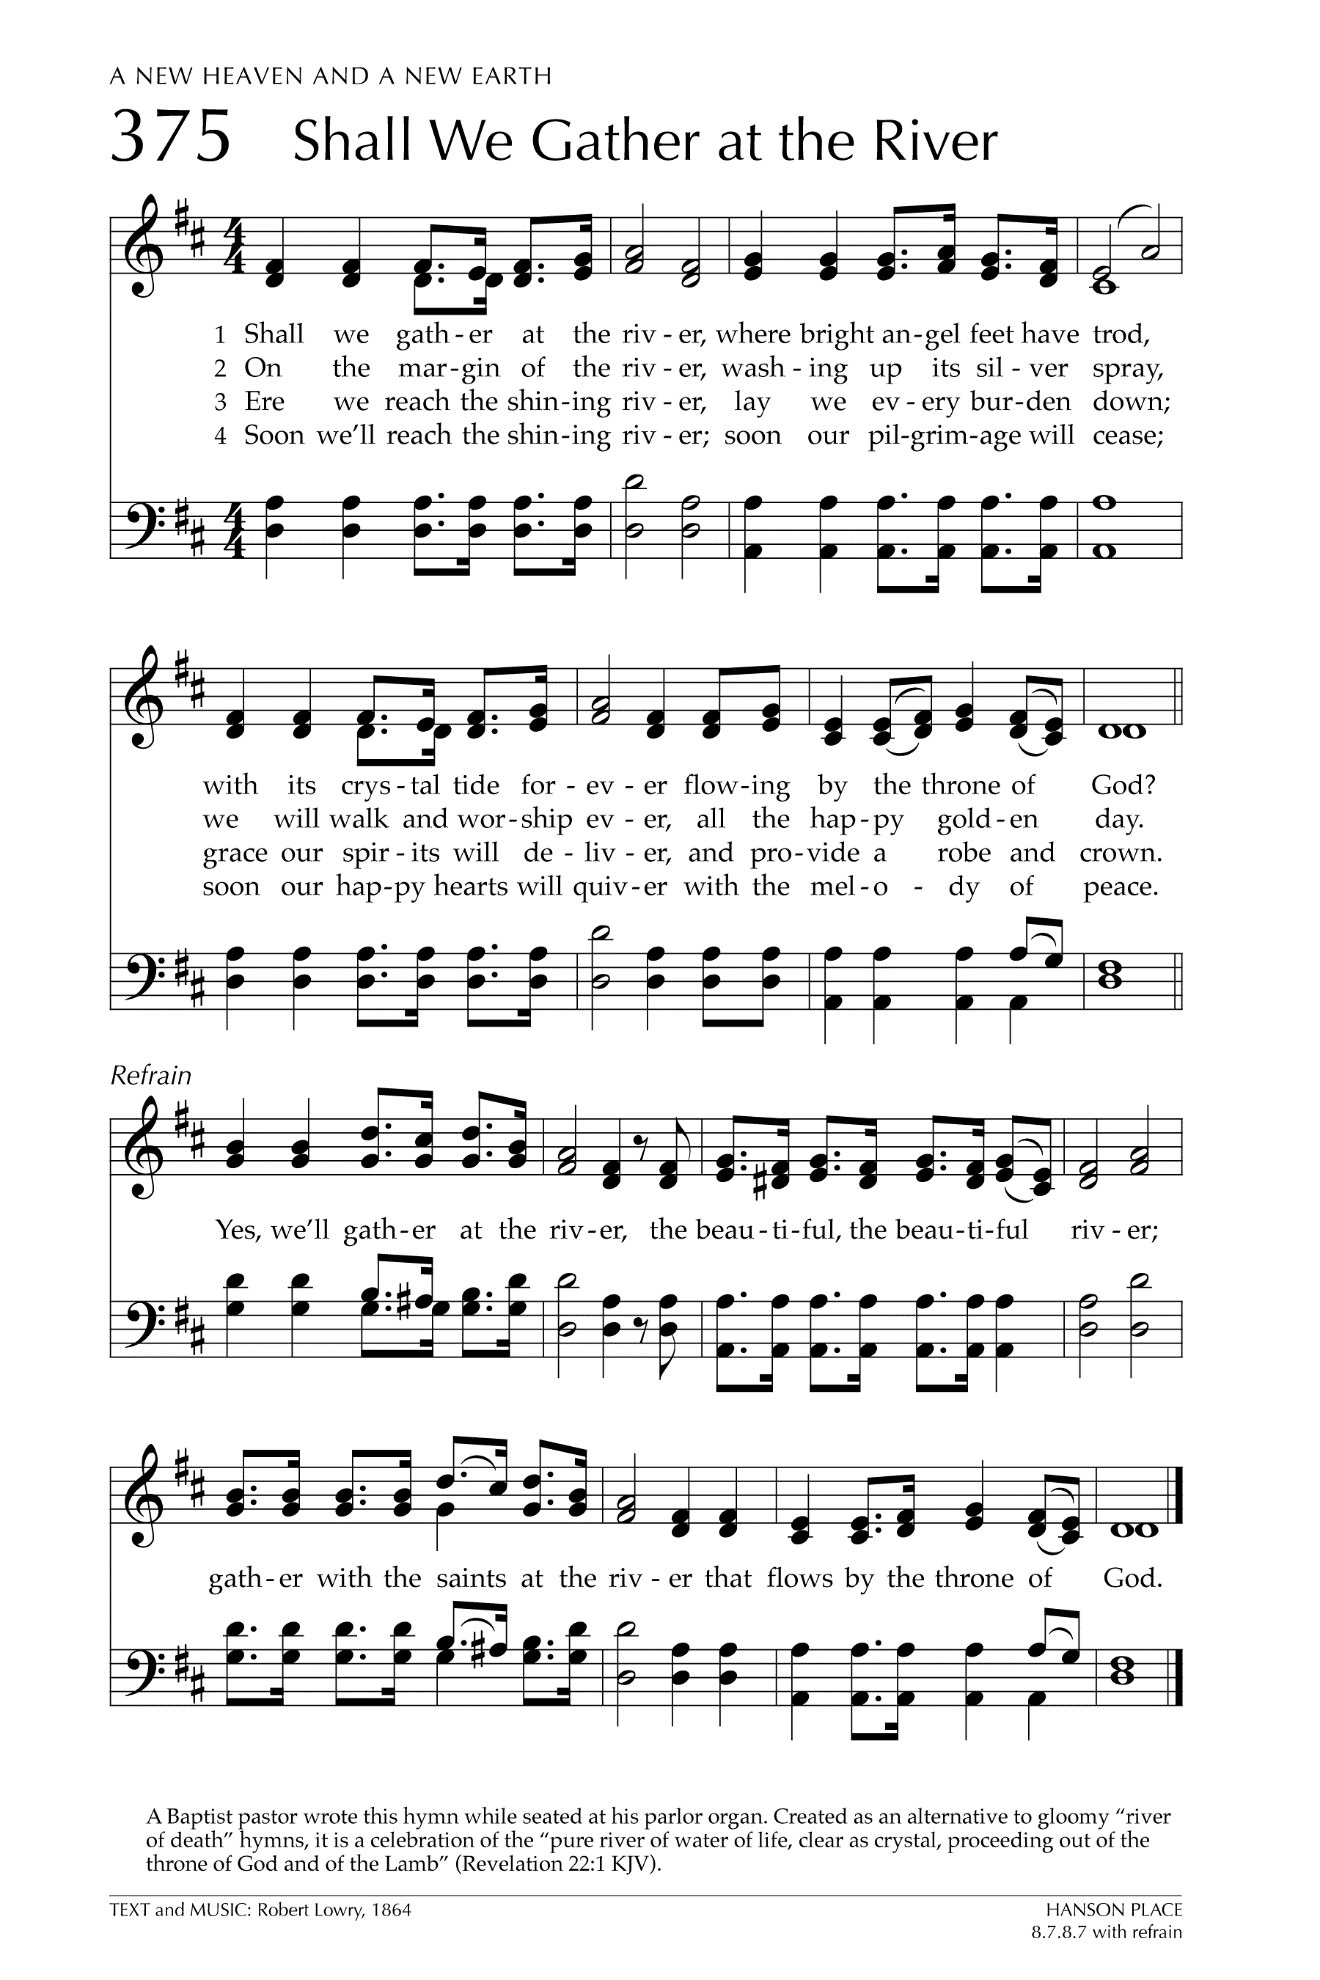 A NEW HEAVEN AND A NEW EARTH
375 Shall We Gather at the River
1 Shall we gath - er at the riv - er, where bright an - gel feet have trod,
2 On the mar - gin of the riv - er, wash - ing up its sil - ver spray,
3 Ere we reach the shin - ing riv - er, lay we ev - ery bur - den down;
4 Soon we'll reach the shin - ing riv - er; soon our pil - grim - age will cease;
with its crys - tal tide for - ev - er flow - ing by the throne of God?
we will walk and wor - ship ev - er, all the hap - py gold - en day.
grace our spir - its will de - liv - er, and pro - vide a robe and crown.
soon our hap - py hearts will quiv - er with the mel - o - dy of peace.
Refrain
Yes, we'll gath - er at the riv - er, the beau - ti - ful, the beau - ti - ful riv - er;
gath - er with the saints at the riv - er that flows by the throne of God.
A Baptist pastor wrote this hymn while seated at his parlor organ. Created as an alternative to gloomy “river
of death” hymns, it is a celebration of the “pure river of water of life, clear as crystal, proceeding out of the
throne of God and of the Lamb” (Revelation 22:1 KJV).
TEXT and MUSIC: Robert Lowry, 1864
HANSON PLACE
8.7.8.7 with refrain